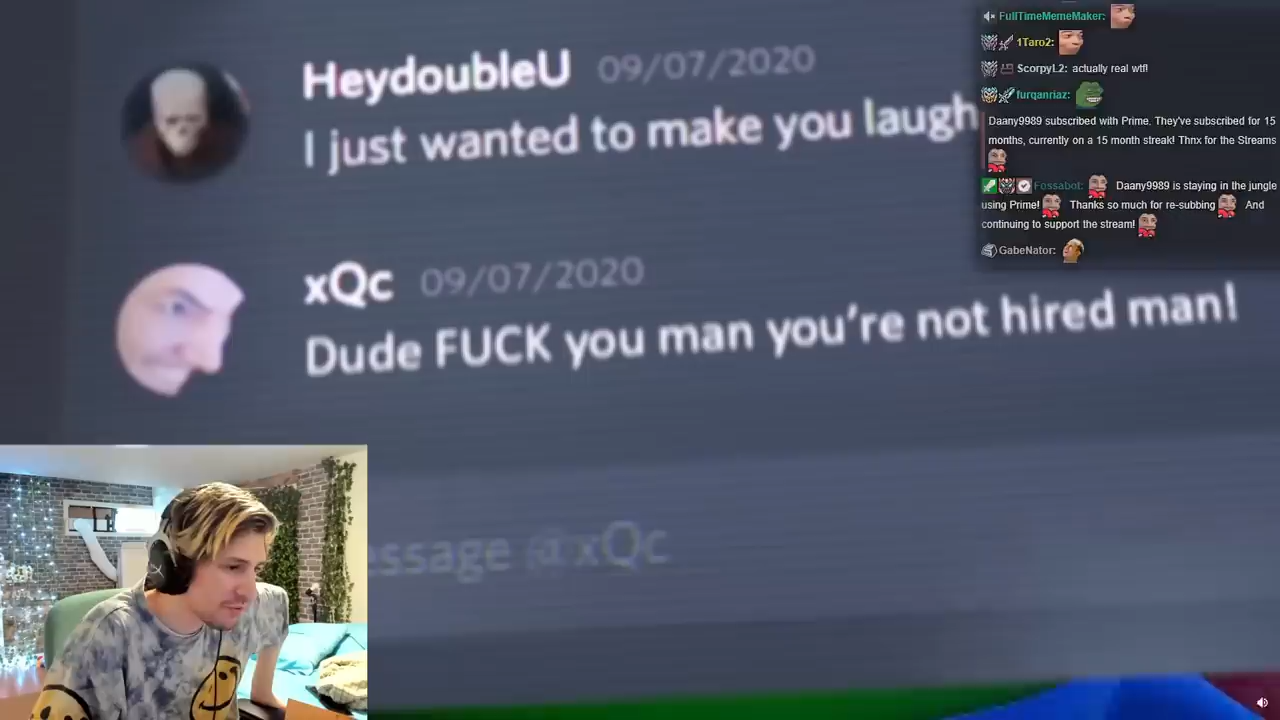 HeydoubleU 09/07/2020
I just wanted to make you laugh
xQc 09/07/2020
Dude FUCK you man you're not hired man!
essage @xQc
FullTimeMemeMaker:
1Taro2:
ScorpyL2: actually real wtf!
furqanriaz:
Daany9989 subscribed with Prime. They've subscribed for 15
months, currently on a 15 month streak! Thnx for the Streams
Fossabot: Daany9989 is staying in the jungle
using Prime! Thanks so much for re-subbing And
continuing to support the stream!
GabeNator: